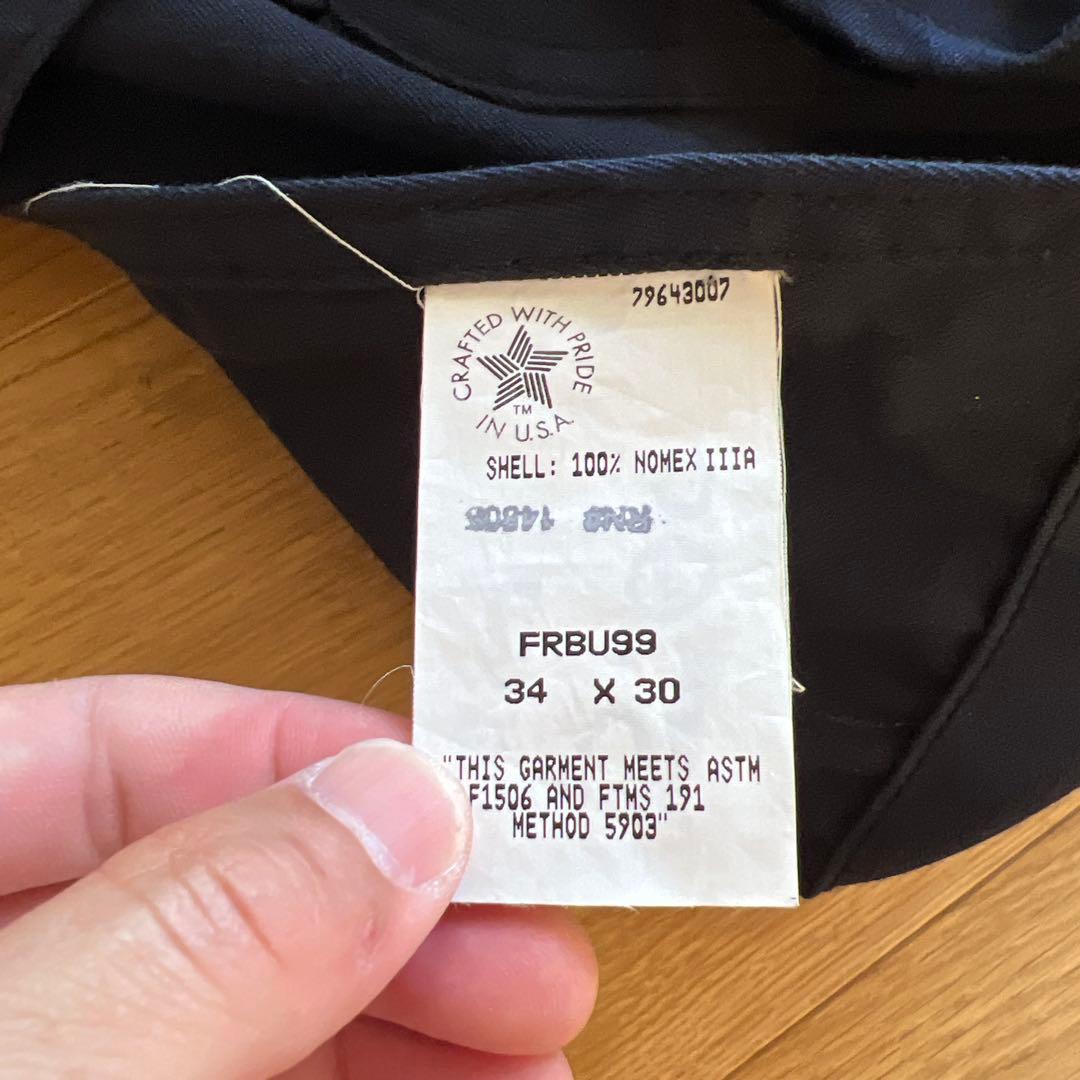 79643007
CRAFTED WITH PRIDE
TM
IN U.S.A.
SHELL: 100% NOMEX IIIA
RN#
FRBU99
34 X 30
"THIS GARMENT MEETS ASTM
F1506 AND FTMS 191
METHOD 5903"